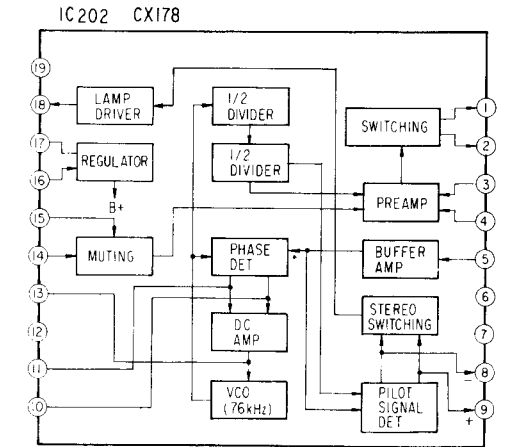 IC202 CX178
19
18
17
16
15
14
13
12
11
10
LAMP
DRIVER
REGULATOR
B+
MUTING
1/2
DIVIDER
1/2
DIVIDER
PHASE
DET
DC
AMP
VCO
(76kHz)
SWITCHING
PREAMP
BUFFER
AMP
STEREO
SWITCHING
PILOT
SIGNAL
DET
1
2
3
4
5
6
7
8
−
9
+